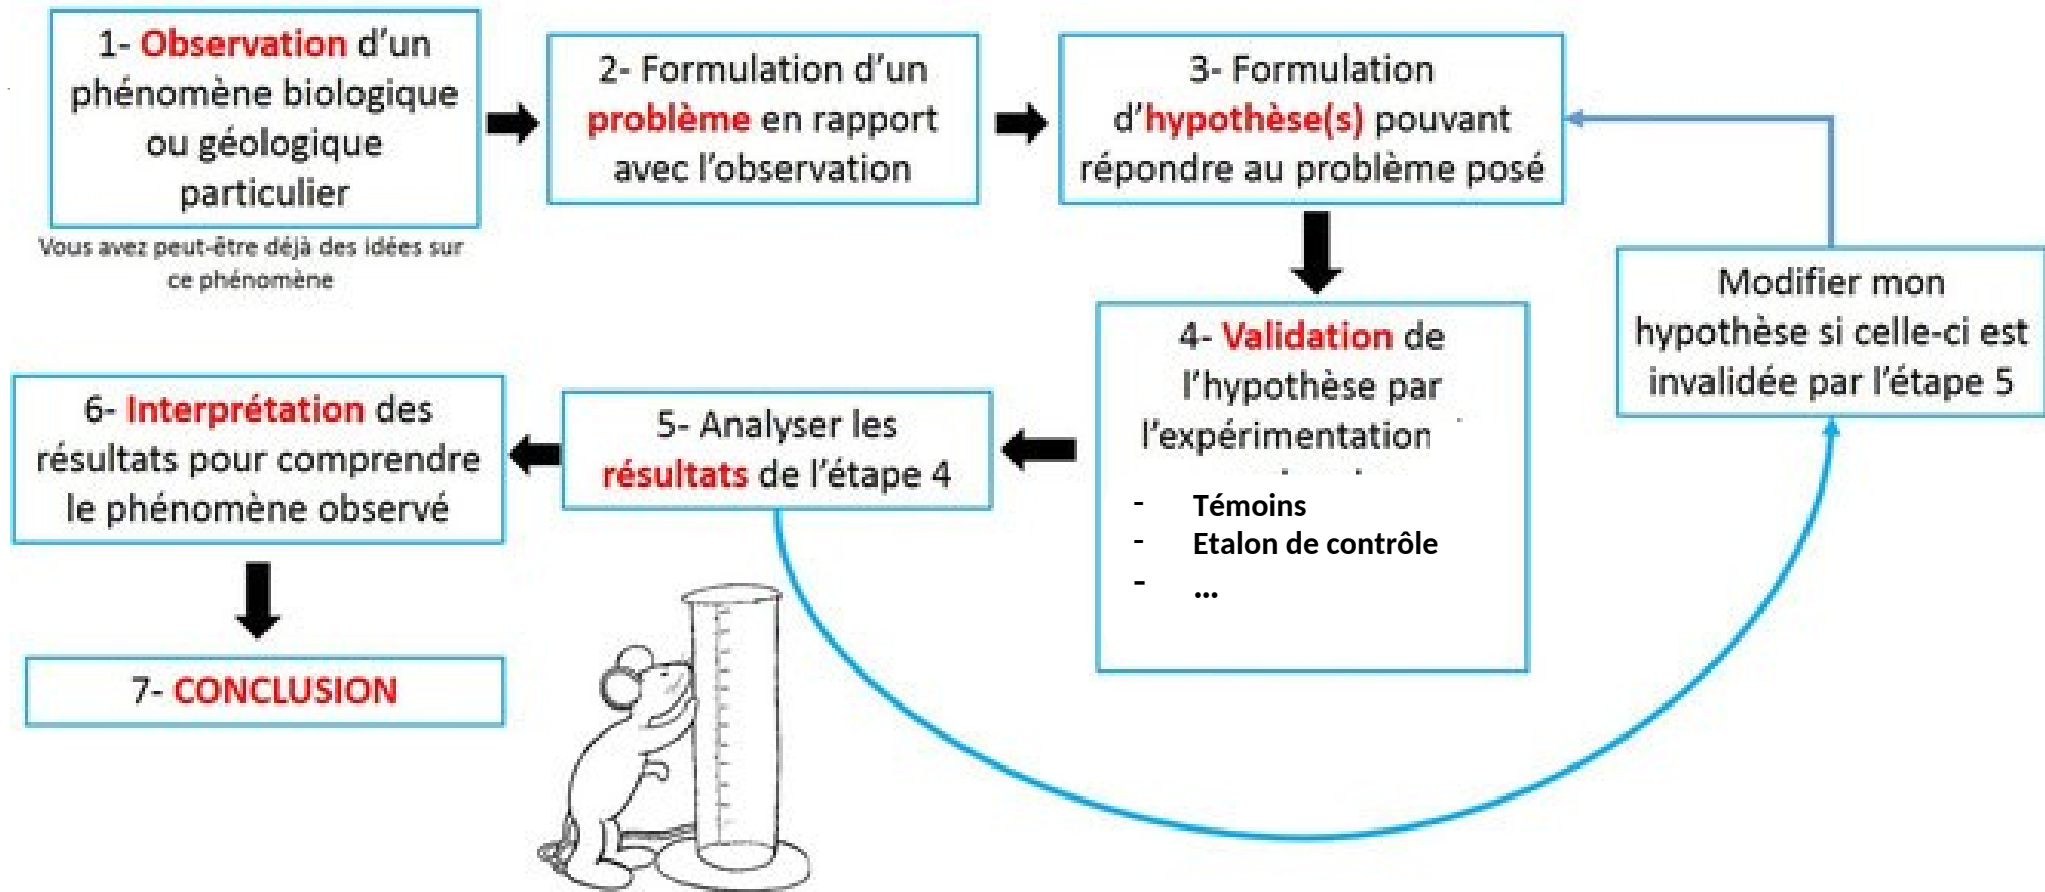 1- Observation d’un
phénomène biologique
ou géologique
particulier
Vous avez peut-être déjà des idées sur
ce phénomène
2- Formulation d’un
problème en rapport
avec l’observation
3- Formulation
d’hypothèse(s) pouvant
répondre au problème posé
4- Validation de
l’hypothèse par
l’expérimentation
- Témoins
- Etalon de contrôle
- ...
5- Analyser les
résultats de l’étape 4
Modifier mon
hypothèse si celle-ci est
invalidée par l’étape 5
6- Interprétation des
résultats pour comprendre
le phénomène observé
7- CONCLUSION